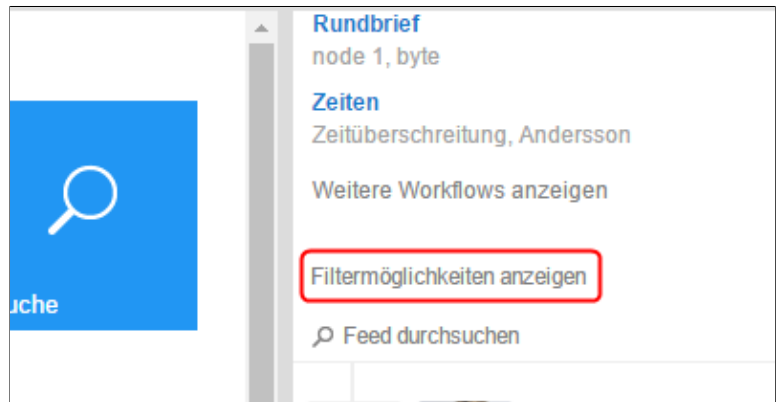 Rundbrief
node 1, byte
Zeiten
Zeitüberschreitung, Andersson
Weitere Workflows anzeigen
Filtermöglichkeiten anzeigen
Feed durchsuchen
uche